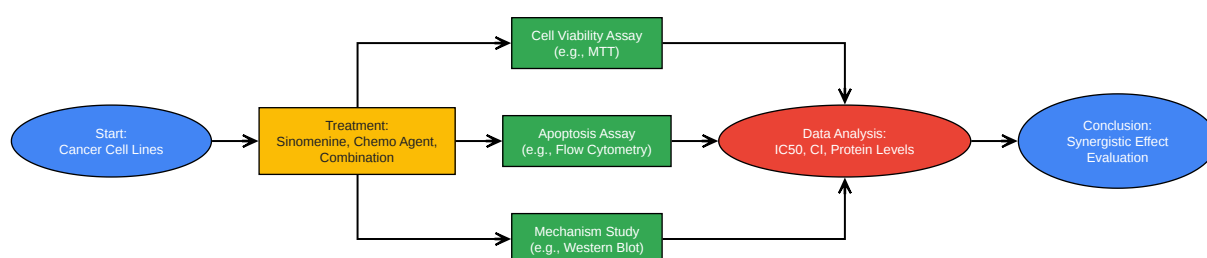 Start:
Cancer Cell Lines
Treatment:
Sinomenine, Chemo Agent,
Combination
Cell Viability Assay
(e.g., MTT)
Apoptosis Assay
(e.g., Flow Cytometry)
Mechanism Study
(e.g., Western Blot)
Data Analysis:
IC50, CI, Protein Levels
Conclusion:
Synergistic Effect
Evaluation